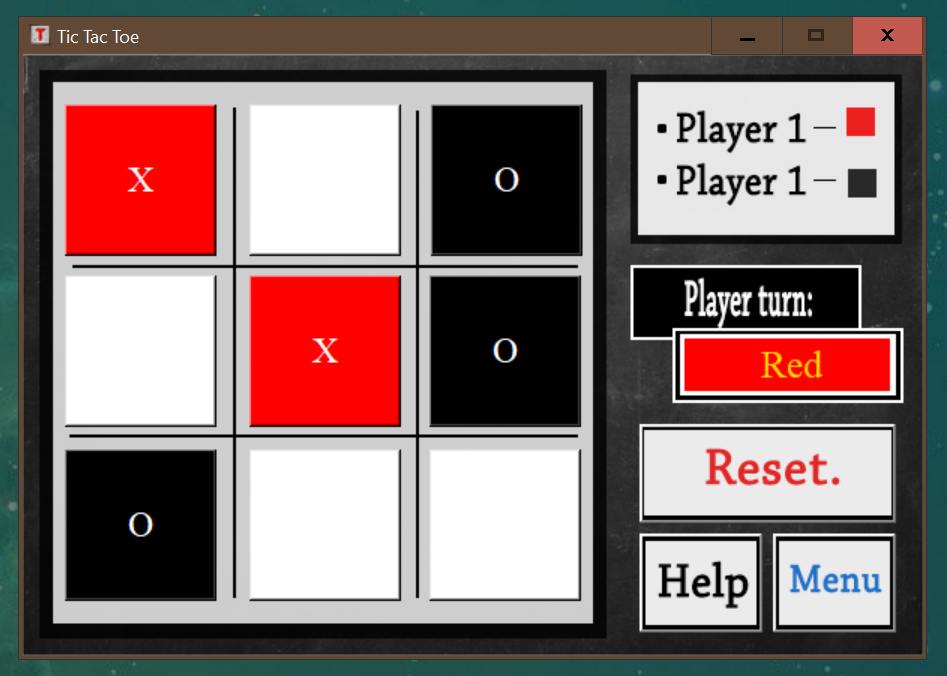 Tic Tac Toe
X O
X O
O
• Player 1 –
• Player 1 –
Player turn:
Red
Reset.
Help Menu